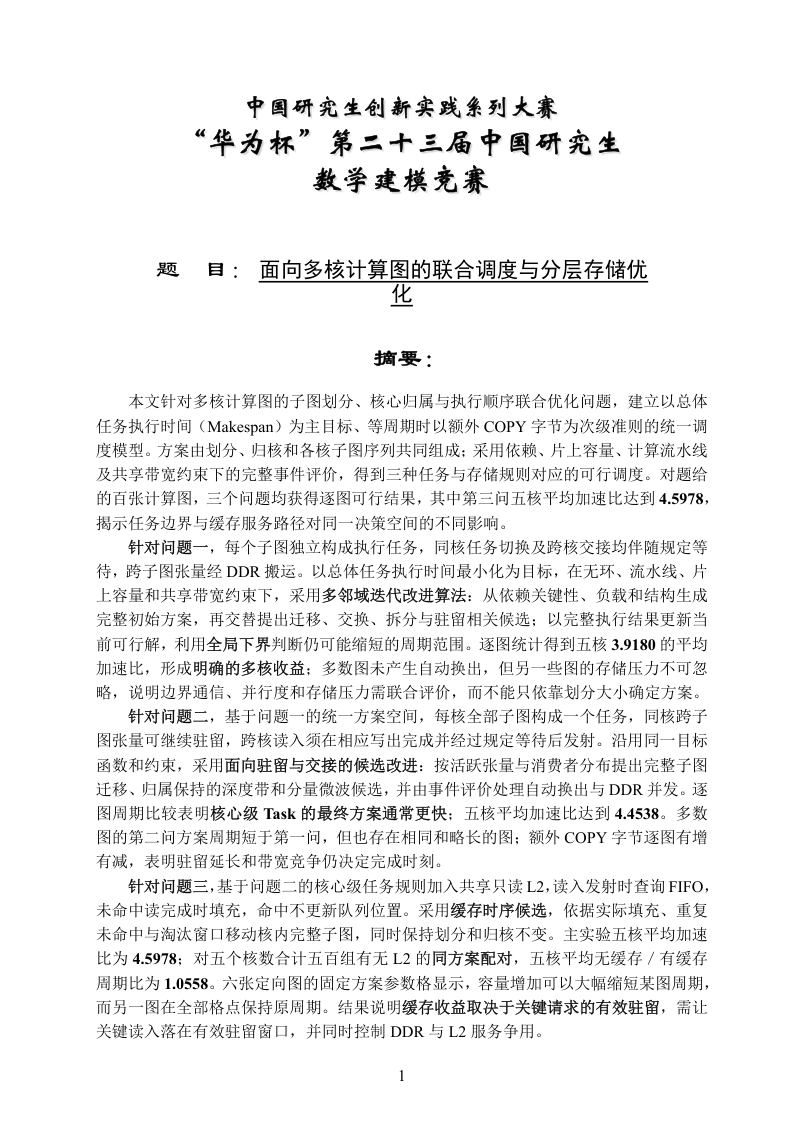 中国研究生创新实践系列大赛
“华为杯”第二十三届中国研究生
数学建模竞赛
题 目： 面向多核计算图的联合调度与分层存储优
化
摘要：
本文针对多核计算图的子图划分、核心归属与执行顺序联合优化问题，建立以总体
任务执行时间（Makespan）为主目标、等周期时以额外 COPY 字节为次级准则的统一调
度模型。方案由划分、归核和各核子图序列共同组成；采用依赖、片上容量、计算流水线
及共享带宽约束下的完整事件评价，得到三种任务与存储规则对应的可行调度。对题给
的百张计算图，三个问题均获得逐图可行结果，其中第三问五核平均加速比达到 4.5978，
揭示任务边界与缓存服务路径对同一决策空间的不同影响。
针对问题一，每个子图独立构成执行任务，同核任务切换及跨核交接均伴随规定等
待，跨子图张量经 DDR 搬运。以总体任务执行时间最小化为目标，在无环、流水线、片
上容量和共享带宽约束下，采用多邻域迭代改进算法：从依赖关键性、负载和结构生成
完整初始方案，再交替提出迁移、交换、拆分与驻留相关候选；以完整执行结果更新当
前可行解，利用全局下界判断仍可能缩短的周期范围。逐图统计得到五核 3.9180 的平均
加速比，形成明确的多核收益；多数图未产生自动换出，但另一些图的存储压力不可忽
略，说明边界通信、并行度和存储压力需联合评价，而不能只依靠划分大小确定方案。
针对问题二，基于问题一的统一方案空间，每核全部子图构成一个任务，同核跨子
图张量可继续驻留，跨核读入须在相应写出完成并经过规定等待后发射。沿用同一目标
函数和约束，采用面向驻留与交接的候选改进：按活跃张量与消费者分布提出完整子图
迁移、归属保持的深度带和分量微波候选，并由事件评价处理自动换出与 DDR 并发。逐
图周期比较表明核心级 Task 的最终方案通常更快；五核平均加速比达到 4.4538。多数
图的第二问方案周期短于第一问，但也存在相同和略长的图；额外 COPY 字节逐图有增
有减，表明驻留延长和带宽竞争仍决定完成时刻。
针对问题三，基于问题二的核心级任务规则加入共享只读 L2，读入发射时查询 FIFO，
未命中读完成时填充，命中不更新队列位置。采用缓存时序候选，依据实际填充、重复
未命中与淘汰窗口移动核内完整子图，同时保持划分和归核不变。主实验五核平均加速
比为 4.5978；对五个核数合计五百组有无 L2 的同方案配对，五核平均无缓存／有缓存
周期比为 1.0558。六张定向图的固定方案参数格显示，容量增加可以大幅缩短某图周期，
而另一图在全部格点保持原周期。结果说明缓存收益取决于关键请求的有效驻留，需让
关键读入落在有效驻留窗口，并同时控制 DDR 与 L2 服务争用。
1